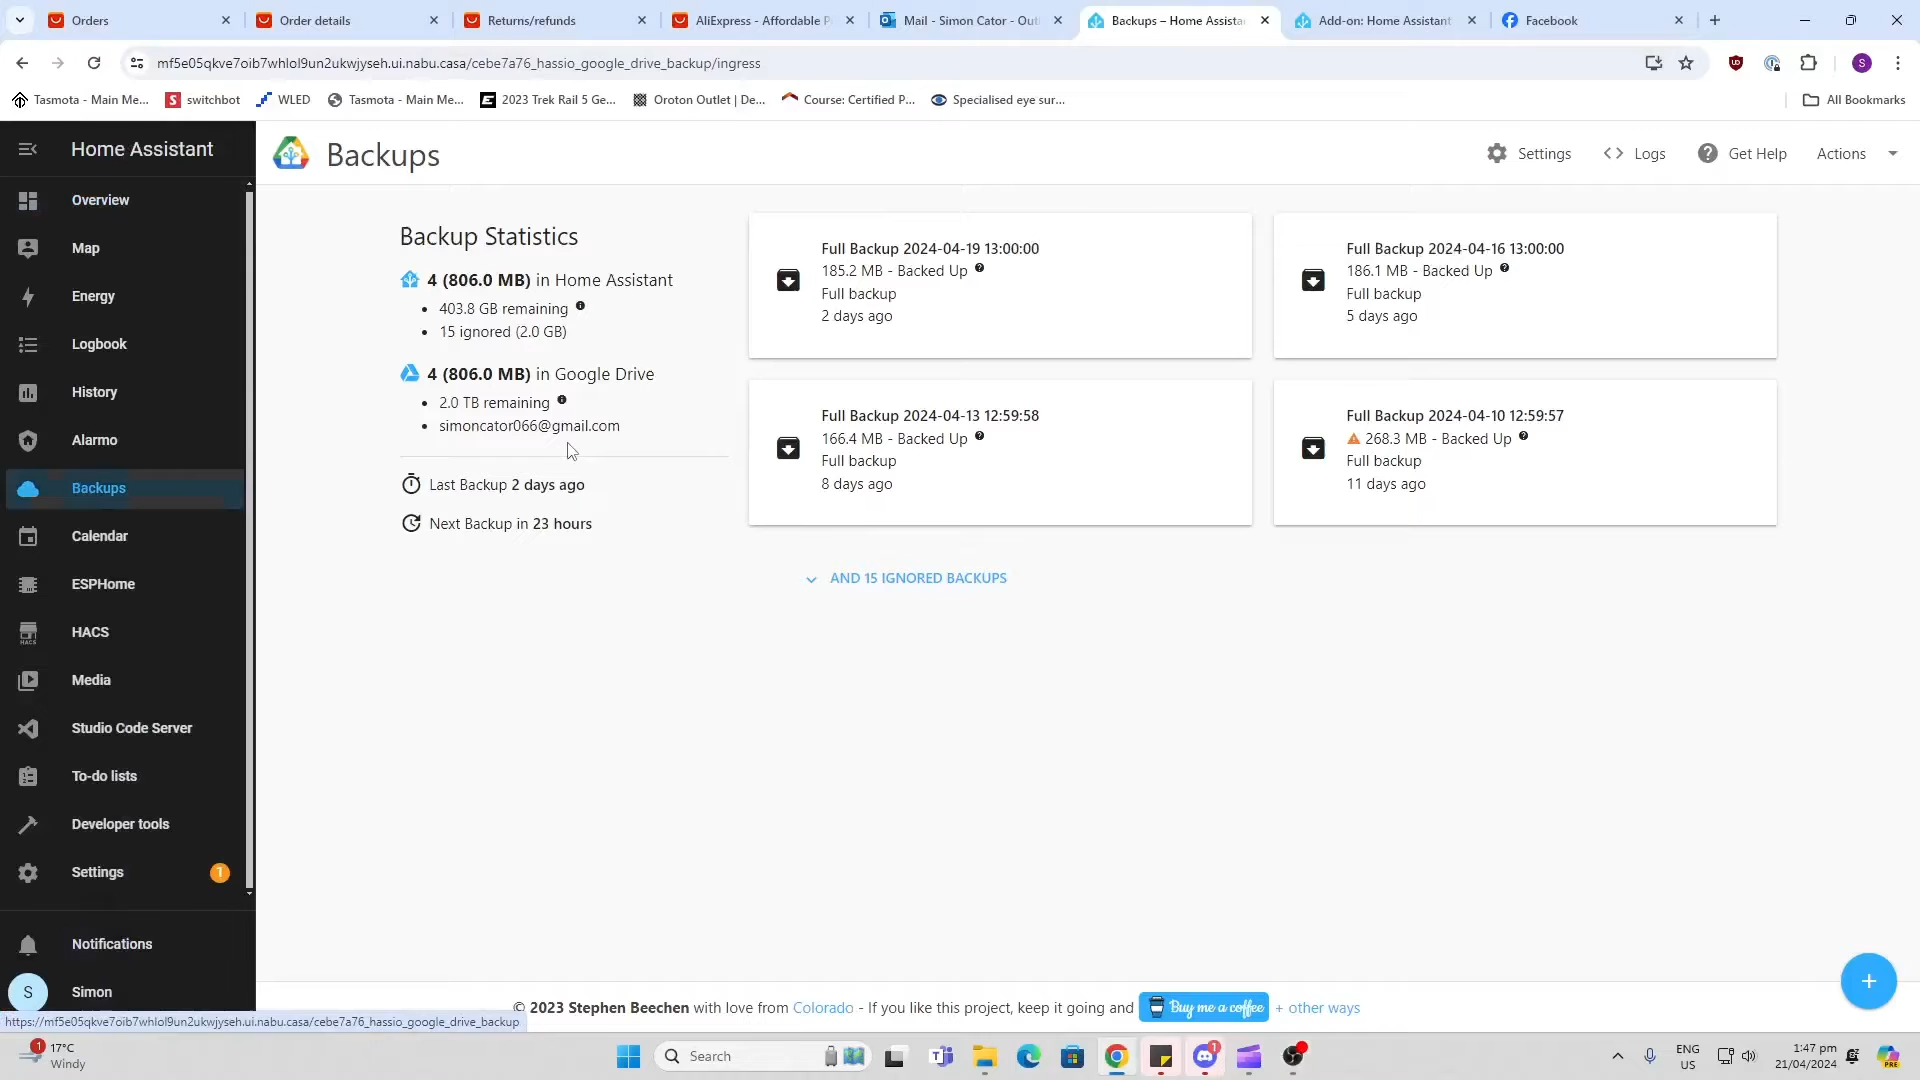 Orders
Order details
Returns/refunds
AliExpress - Affordable P
Mail - Simon Cator - Out
Backups – Home Assista
Add-on: Home Assistant
Facebook
mf5e05qkve7oib7whlol9un2ukwjyseh.ui.nabu.casa/cebe7a76_hassio_google_drive_backup/ingress
Tasmota - Main Me...
switchbot
WLED
Tasmota - Main Me...
2023 Trek Rail 5 Ge...
Oroton Outlet | De...
Course: Certified P...
Specialised eye sur...
All Bookmarks
Home Assistant
Backups
Settings
Logs
Get Help
Actions
Overview
Map
Energy
Logbook
History
Alarmo
Backups
Calendar
ESPHome
HACS
Media
Studio Code Server
To-do lists
Developer tools
Settings
1
Notifications
S
Simon
Backup Statistics
4 (806.0 MB) in Home Assistant
• 403.8 GB remaining
• 15 ignored (2.0 GB)
4 (806.0 MB) in Google Drive
• 2.0 TB remaining
• simoncator066@gmail.com
Last Backup 2 days ago
Next Backup in 23 hours
Full Backup 2024-04-19 13:00:00
185.2 MB - Backed Up
Full backup
2 days ago
Full Backup 2024-04-16 13:00:00
186.1 MB - Backed Up
Full backup
5 days ago
Full Backup 2024-04-13 12:59:58
166.4 MB - Backed Up
Full backup
8 days ago
Full Backup 2024-04-10 12:59:57
268.3 MB - Backed Up
Full backup
11 days ago
AND 15 IGNORED BACKUPS
© 2023 Stephen Beechen with love from Colorado - If you like this project, keep it going and Buy me a coffee + other ways
https://mf5e05qkve7oib7whlol9un2ukwjyseh.ui.nabu.casa/cebe7a76_hassio_google_drive_backup
1
17°C
Windy
Search
1
ENG
US
1:47 pm
21/04/2024
PRE